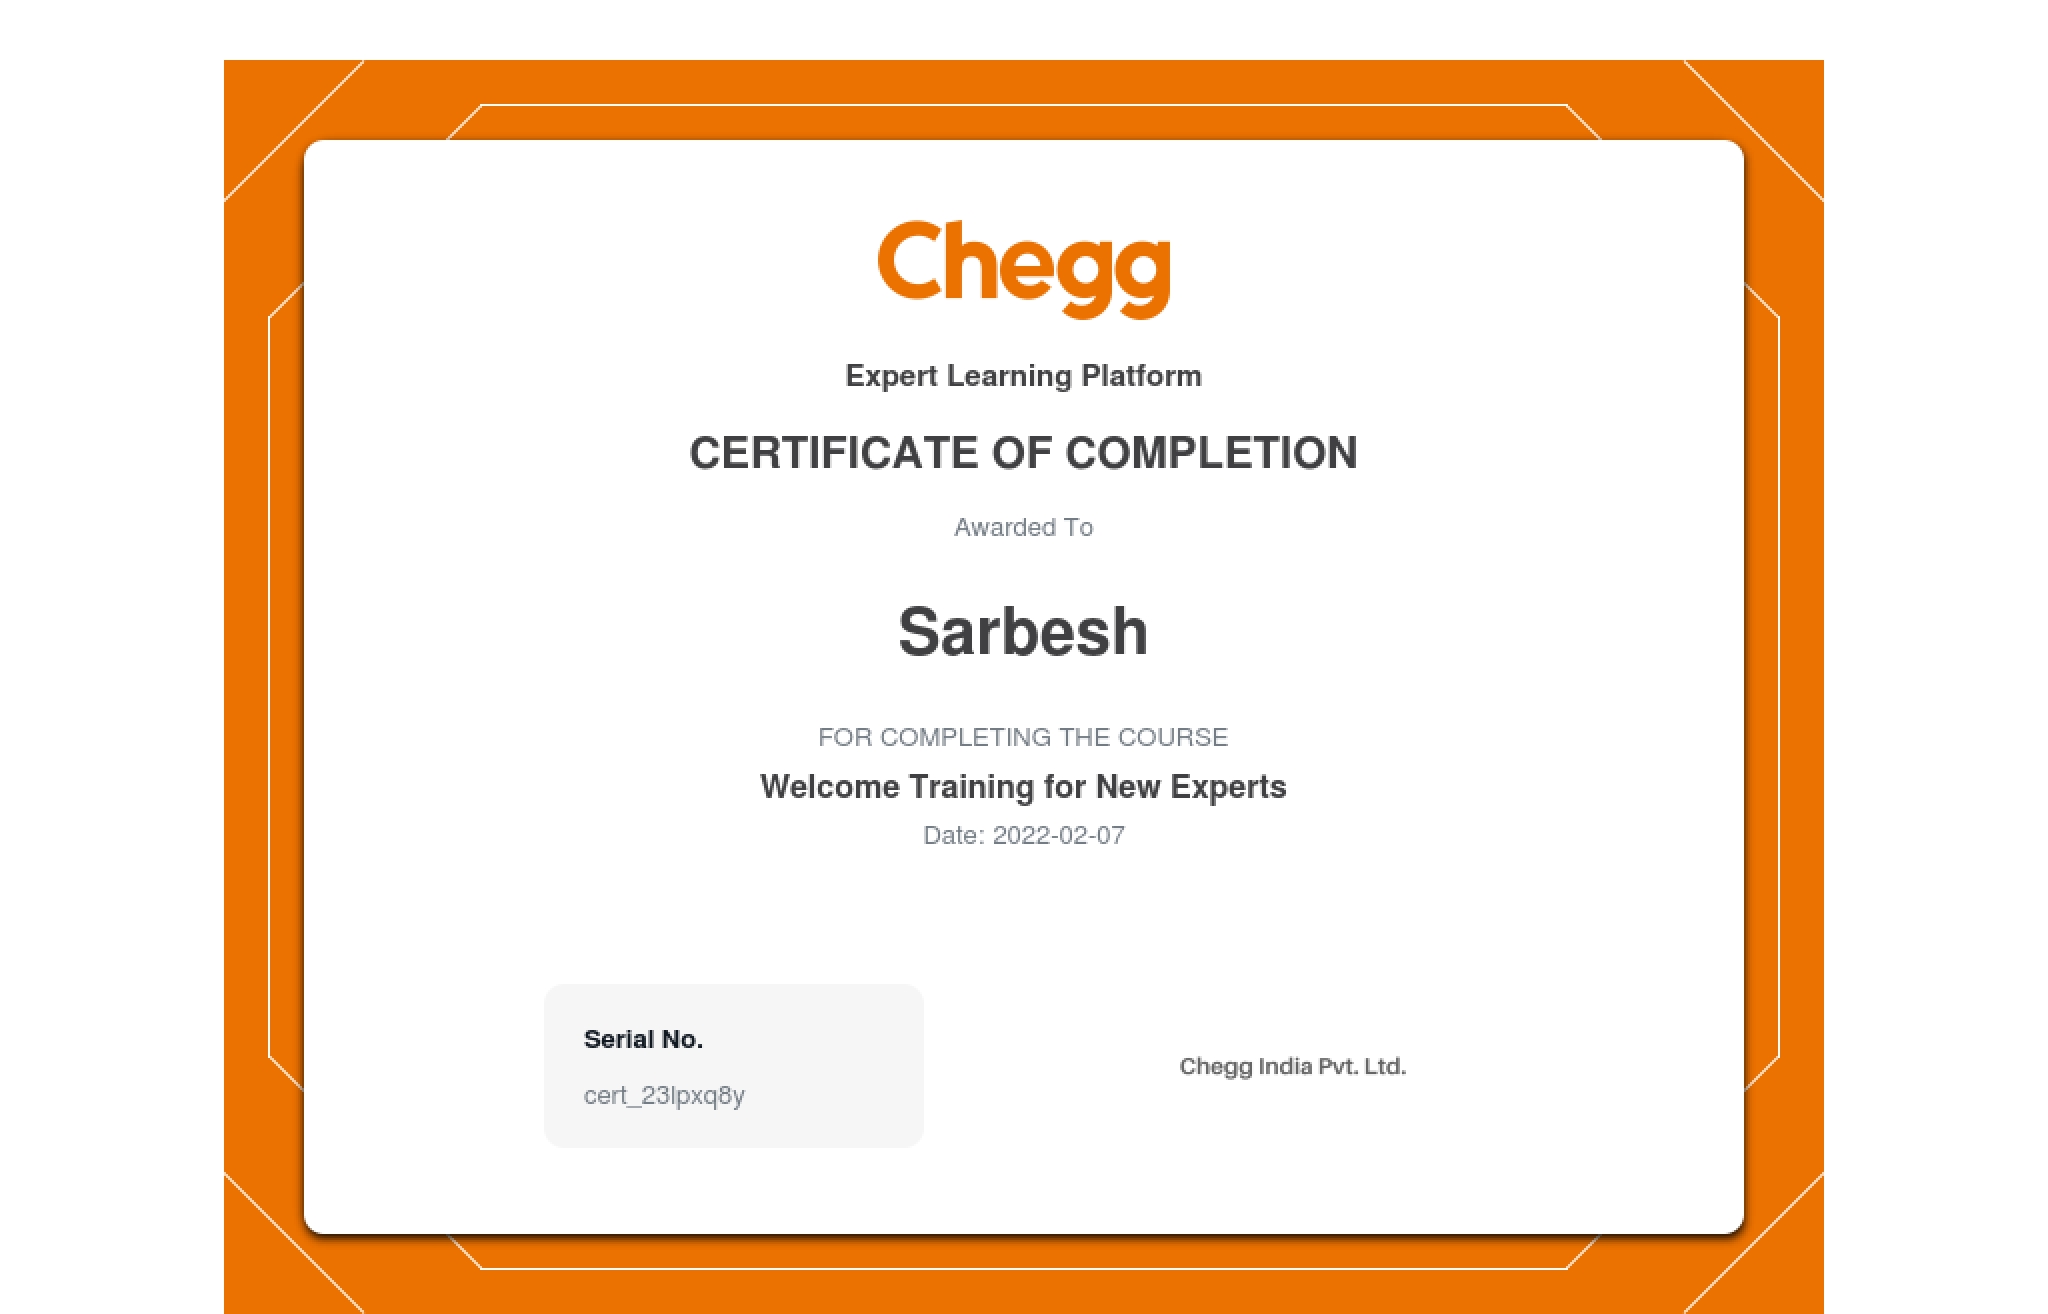 Chegg
Expert Learning Platform
CERTIFICATE OF COMPLETION
Awarded To
Sarbesh
FOR COMPLETING THE COURSE
Welcome Training for New Experts
Date: 2022-02-07
Serial No.
cert_23lpxq8y
Chegg India Pvt. Ltd.